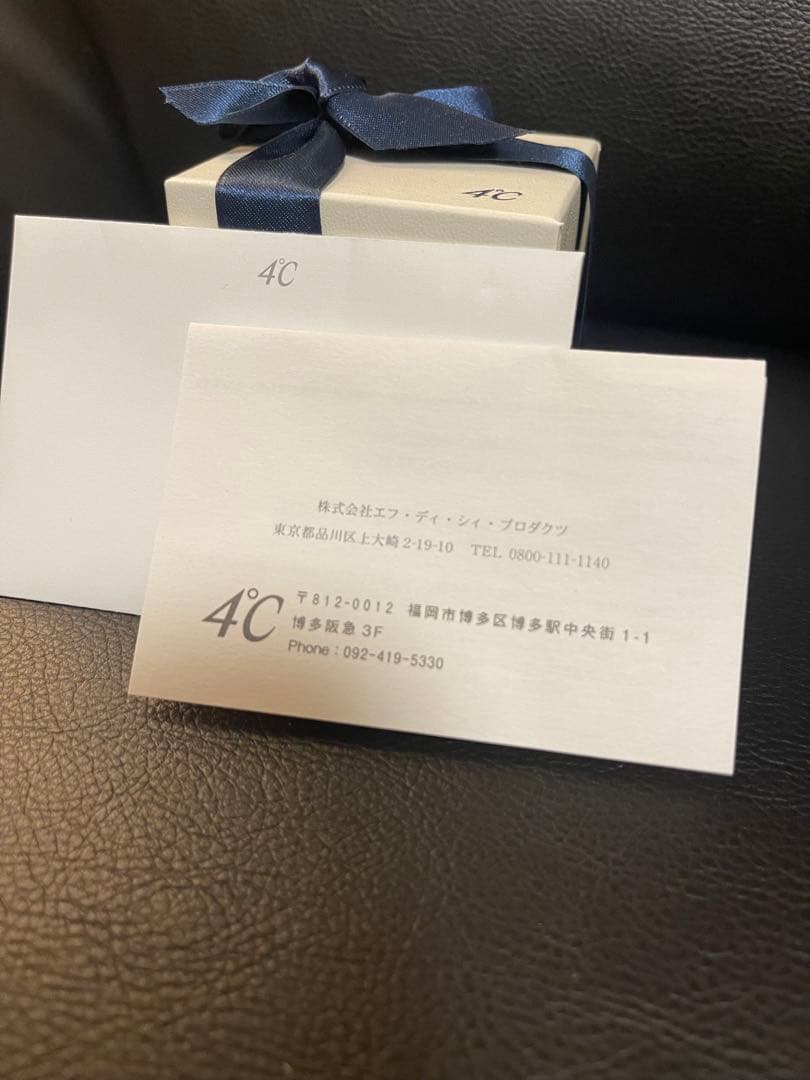 4℃
4℃
株式会社エフ・ディ・シィ・プロダクツ
東京都品川区上大崎 2-19-10 TEL 0800-111-1140
4℃
〒812-0012 福岡市博多区博多駅中央街 1-1
博多阪急 3F
Phone : 092-419-5330